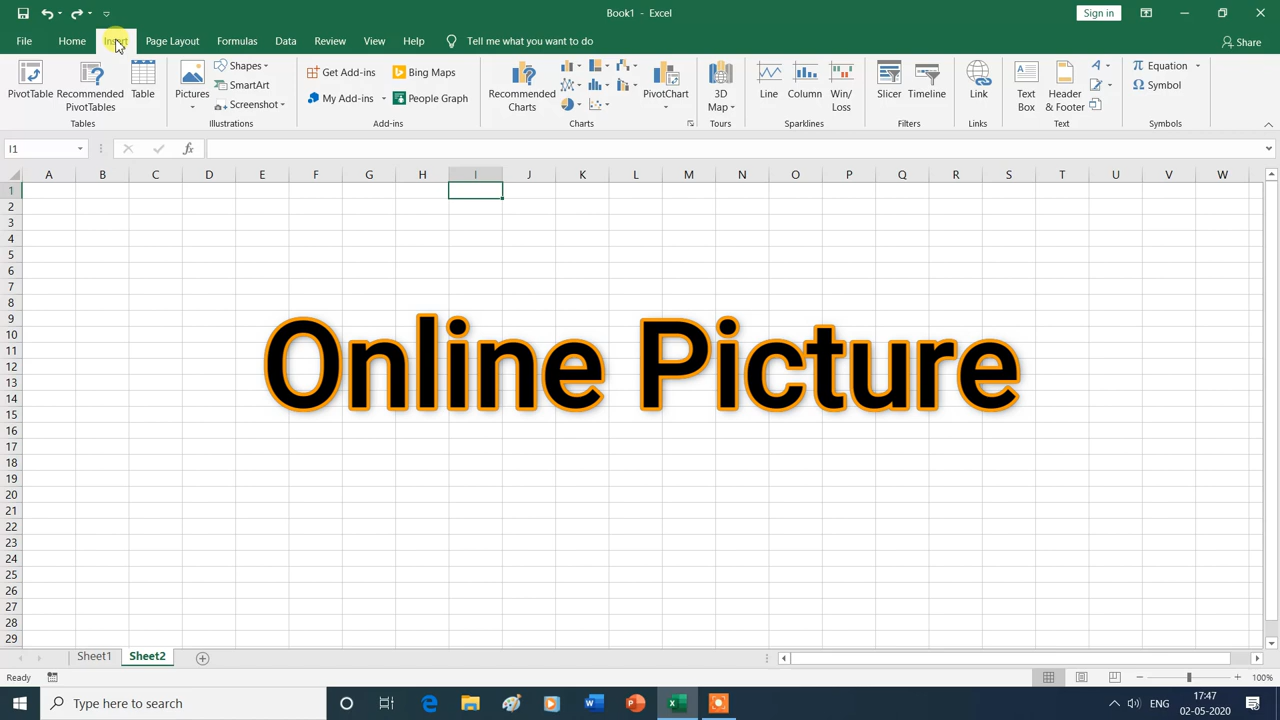 Book1 - Excel
Sign in
File Home Insert Page Layout Formulas Data Review View Help Tell me what you want to do Share
PivotTable
Recommended PivotTables
Table
Pictures
Shapes
SmartArt
Screenshot
Get Add-ins
My Add-ins
Bing Maps
People Graph
Recommended Charts
PivotChart
3D Map
Line
Column
Win/Loss
Slicer
Timeline
Link
Text Box
Header & Footer
Equation
Symbol
Tables Illustrations Add-ins Charts Tours Sparklines Filters Links Text Symbols
I1 fx
A B C D E F G H I J K L M N O P Q R S T U V W
1
2
3
4
5
6
7
8
9
10
11
12
13
14
15
16
17
18
19
20
21
22
23
24
25
26
27
28
29
Online Picture
Sheet1 Sheet2
Ready 100%
Type here to search
ENG
17:47
02-05-2020